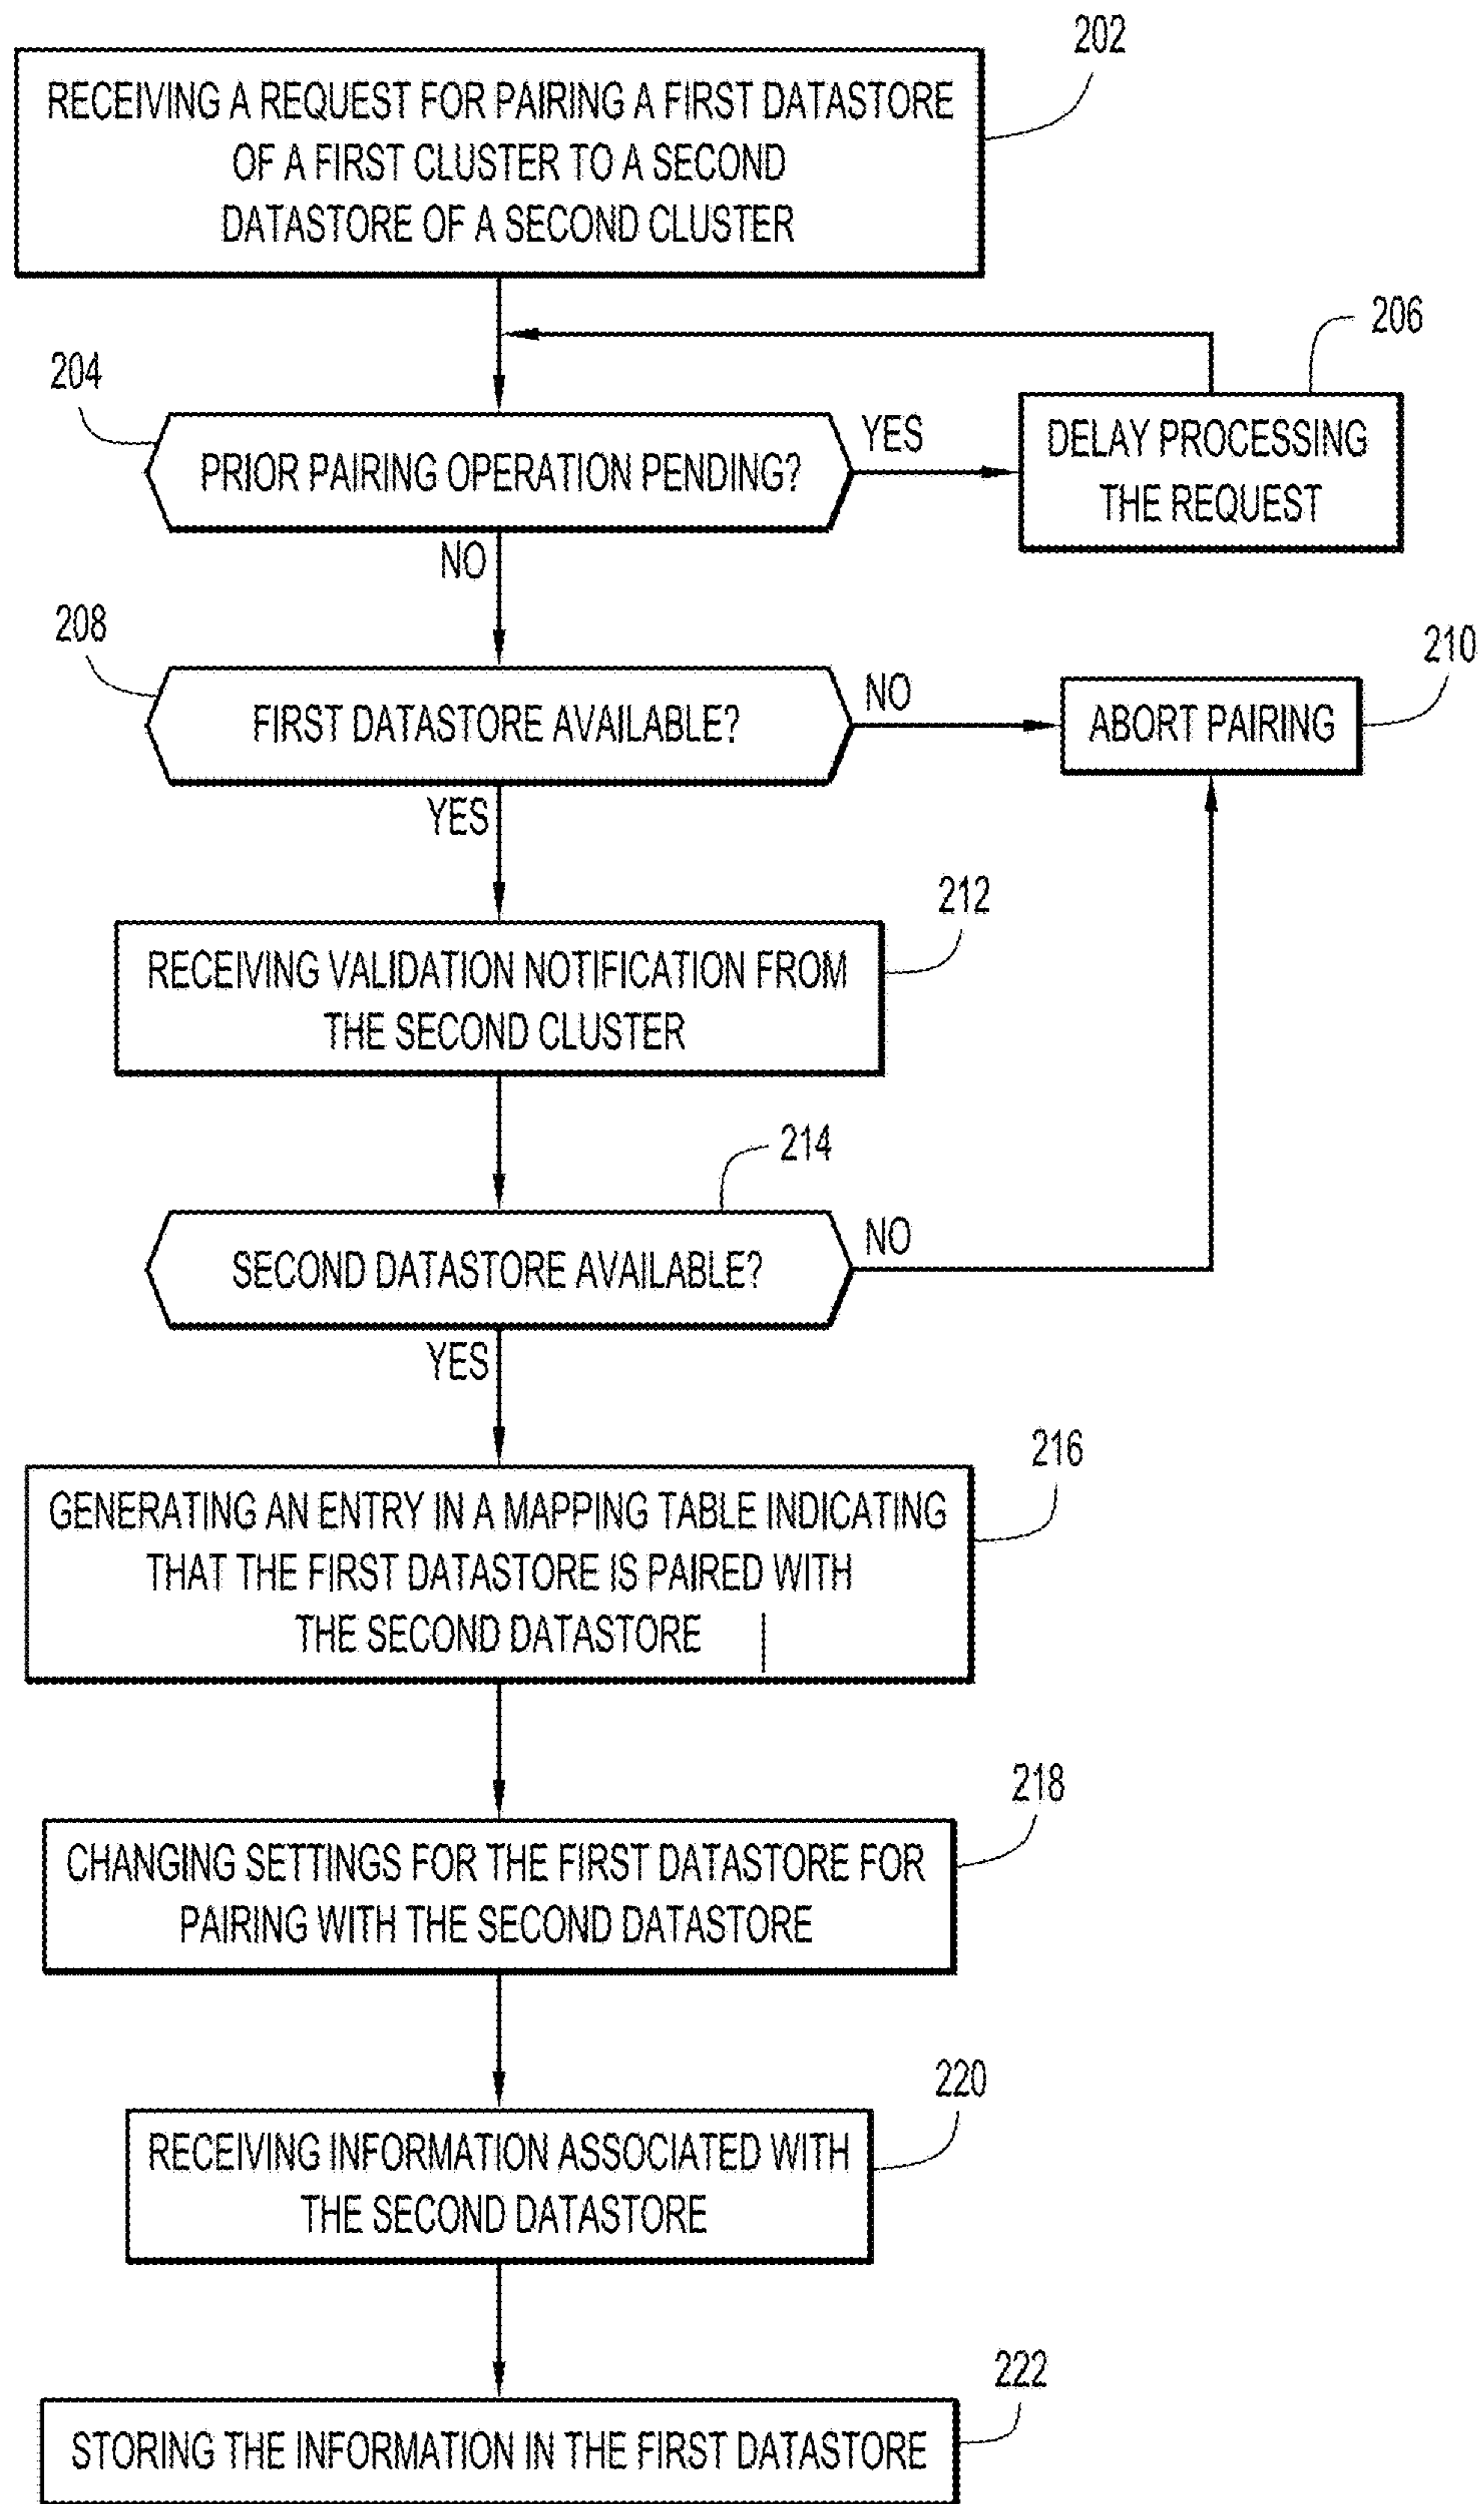 202
RECEIVING A REQUEST FOR PAIRING A FIRST DATASTORE
OF A FIRST CLUSTER TO A SECOND
DATASTORE OF A SECOND CLUSTER
206
204
PRIOR PAIRING OPERATION PENDING?
YES
DELAY PROCESSING
THE REQUEST
NO
208
FIRST DATASTORE AVAILABLE?
NO
210
ABORT PAIRING
YES
212
RECEIVING VALIDATION NOTIFICATION FROM
THE SECOND CLUSTER
214
SECOND DATASTORE AVAILABLE?
NO
YES
216
GENERATING AN ENTRY IN A MAPPING TABLE INDICATING
THAT THE FIRST DATASTORE IS PAIRED WITH
THE SECOND DATASTORE
218
CHANGING SETTINGS FOR THE FIRST DATASTORE FOR
PAIRING WITH THE SECOND DATASTORE
220
RECEIVING INFORMATION ASSOCIATED WITH
THE SECOND DATASTORE
222
STORING THE INFORMATION IN THE FIRST DATASTORE